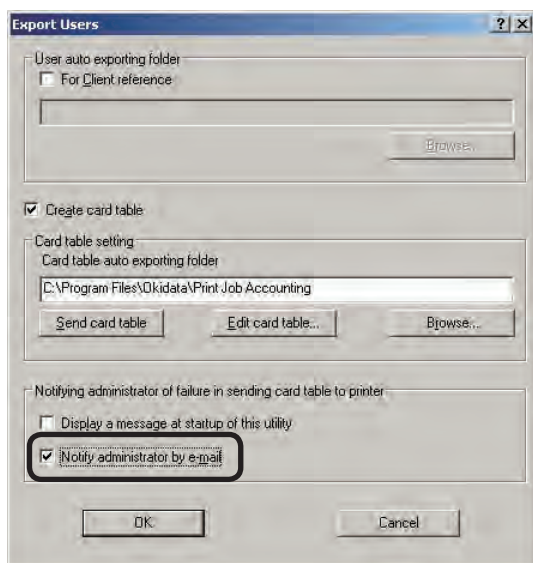 Export Users
User auto exporting folder
For Client reference
Browse...
Create card table
Card table setting
Card table auto exporting folder
C:\Program Files\Okidata\Print Job Accounting
Send card table Edit card table... Browse...
Notifying administrator of failure in sending card table to printer
Display a message at startup of this utility
Notify administrator by e-mail
OK Cancel